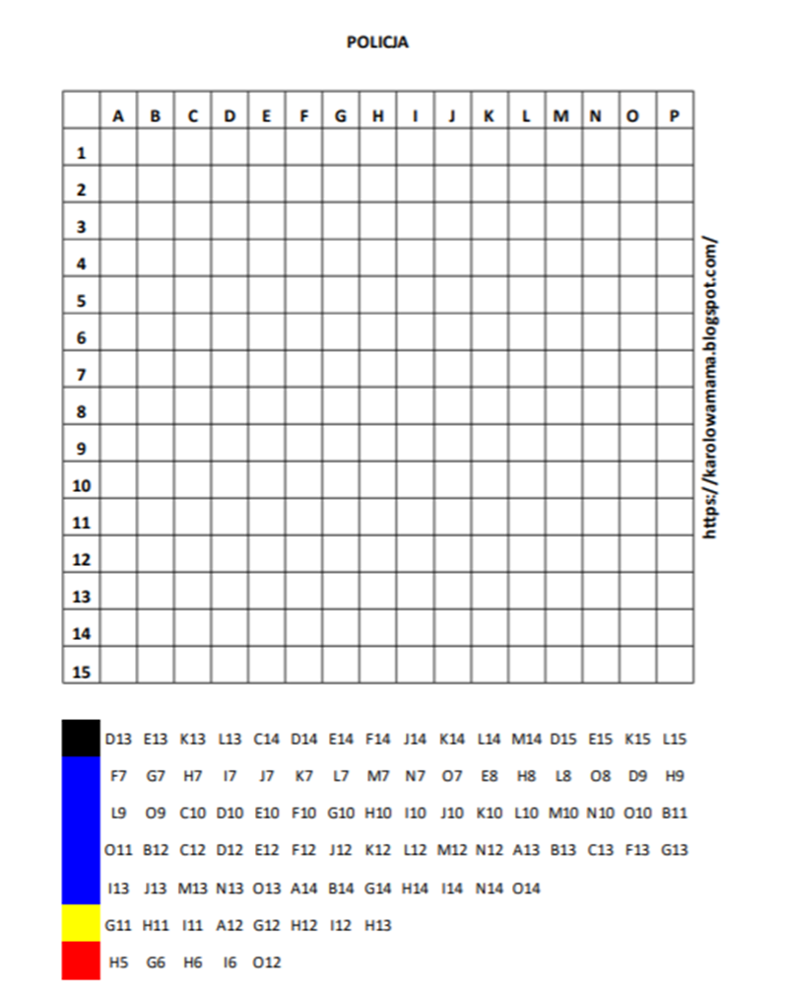 POLICJA
A B C D E F G H I J K L M N O P
1
2
3
4
5
6
7
8
9
10
11
12
13
14
15
https://karolowamama.blogspot.com/
D13 E13 K13 L13 C14 D14 E14 F14 J14 K14 L14 M14 D15 E15 K15 L15
F7 G7 H7 I7 J7 K7 L7 M7 N7 O7 E8 H8 L8 O8 D9 H9
L9 O9 C10 D10 E10 F10 G10 H10 I10 J10 K10 L10 M10 N10 O10 B11
O11 B12 C12 D12 E12 F12 J12 K12 L12 M12 N12 A13 B13 C13 F13 G13
I13 J13 M13 N13 O13 A14 B14 G14 H14 I14 N14 O14
G11 H11 I11 A12 G12 H12 I12 H13
H5 G6 H6 I6 O12